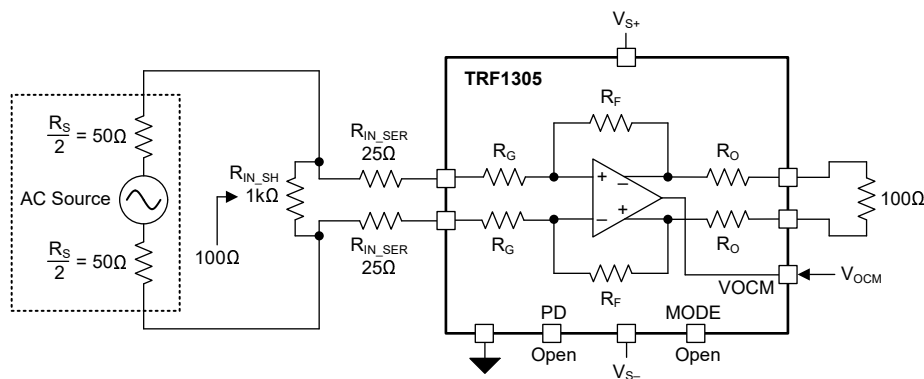 V_S+
TRF1305
R_S
2
= 50Ω
AC Source
R_S
2
= 50Ω
100Ω
R_IN_SH
1kΩ
R_IN_SER
25Ω
R_IN_SER
25Ω
R_G
R_G
R_F
R_F
+
−
−
+
R_O
R_O
100Ω
VOCM
V_OCM
PD
MODE
Open
V_S–
Open